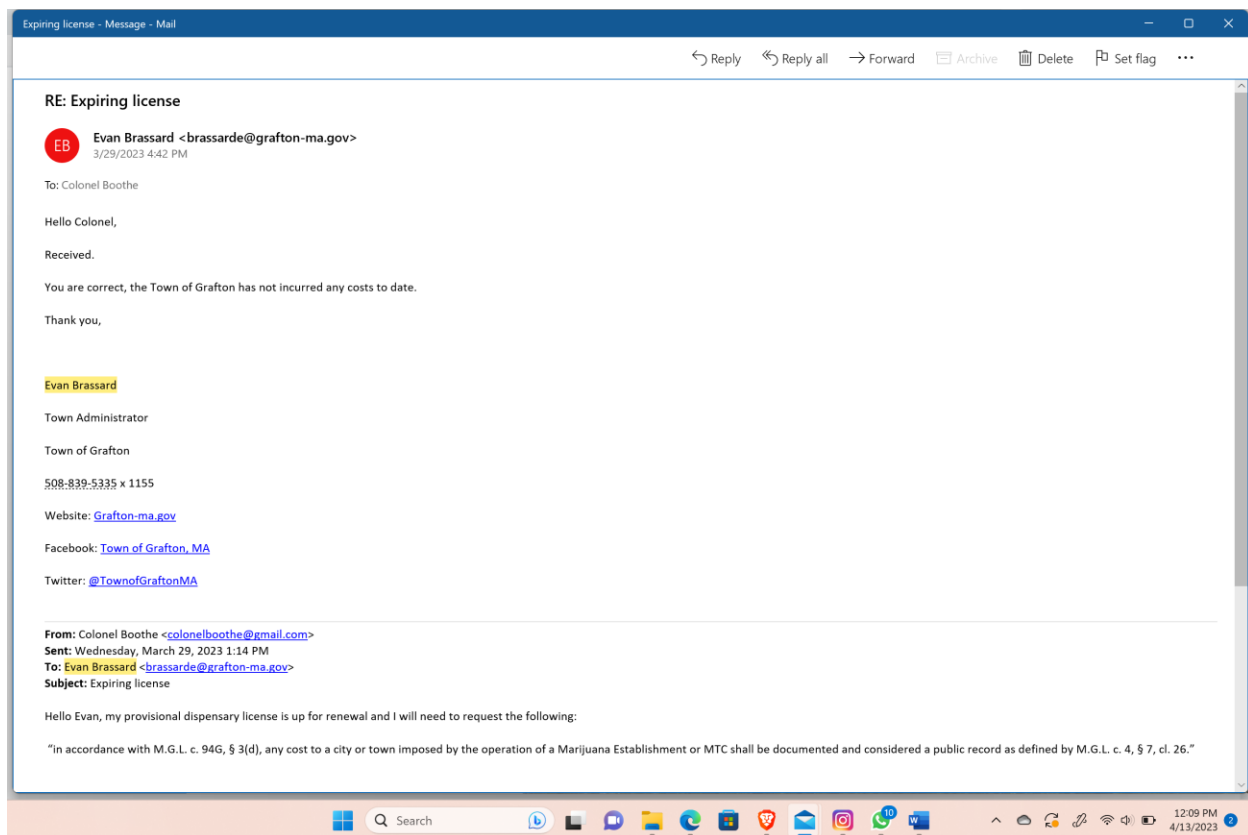 Expiring license - Message - Mail
Reply Reply all Forward Archive Delete Set flag
RE: Expiring license
EB
Evan Brassard <brassarde@grafton-ma.gov>
3/29/2023 4:42 PM
To: Colonel Boothe
Hello Colonel,
Received.
You are correct, the Town of Grafton has not incurred any costs to date.
Thank you,
Evan Brassard
Town Administrator
Town of Grafton
508-839-5335 x 1155
Website: Grafton-ma.gov
Facebook: Town of Grafton, MA
Twitter: @TownofGraftonMA
From: Colonel Boothe <colonelboothe@gmail.com>
Sent: Wednesday, March 29, 2023 1:14 PM
To: Evan Brassard <brassarde@grafton-ma.gov>
Subject: Expiring license
Hello Evan, my provisional dispensary license is up for renewal and I will need to request the following:
“in accordance with M.G.L. c. 94G, § 3(d), any cost to a city or town imposed by the operation of a Marijuana Establishment or MTC shall be documented and considered a public record as defined by M.G.L. c. 4, § 7, cl. 26.”
Search
10
12:09 PM
4/13/2023
2